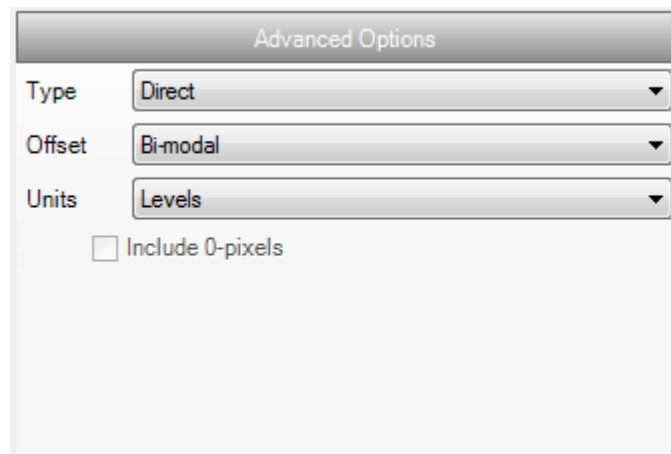 Advanced Options
Type Direct
Offset Bi-modal
Units Levels
Include 0-pixels